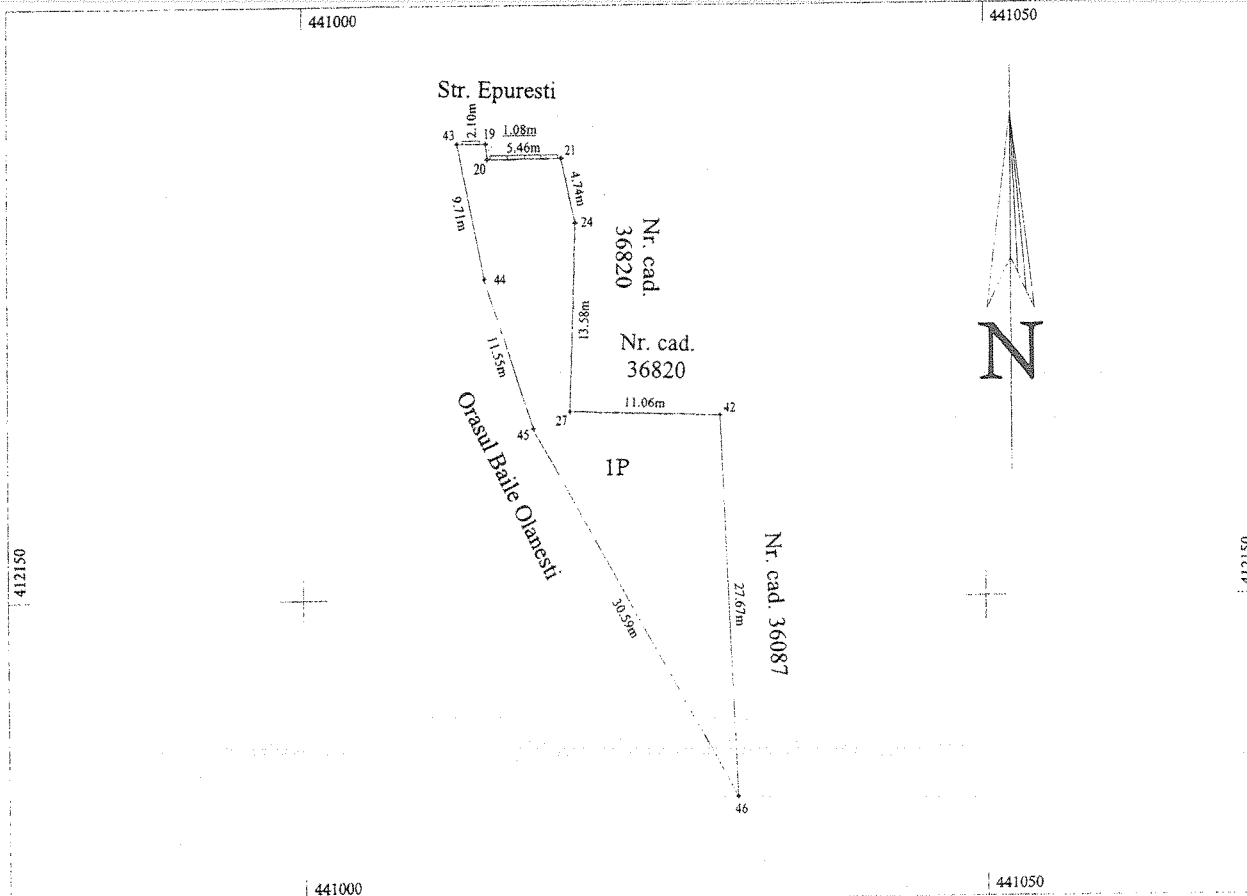 441000
441050
Str. Epuresti
2.10m
43
19
1.08m
5.46m
21
20
4.74m
24
9.71m
Nr. cad.
36820
44
13.58m
11.55m
Nr. cad.
36820
11.06m
42
27
45
Orasul Baile Olanesti
1P
N
412150
412150
27.67m
Nr. cad. 36087
30.59m
46
441000
441050